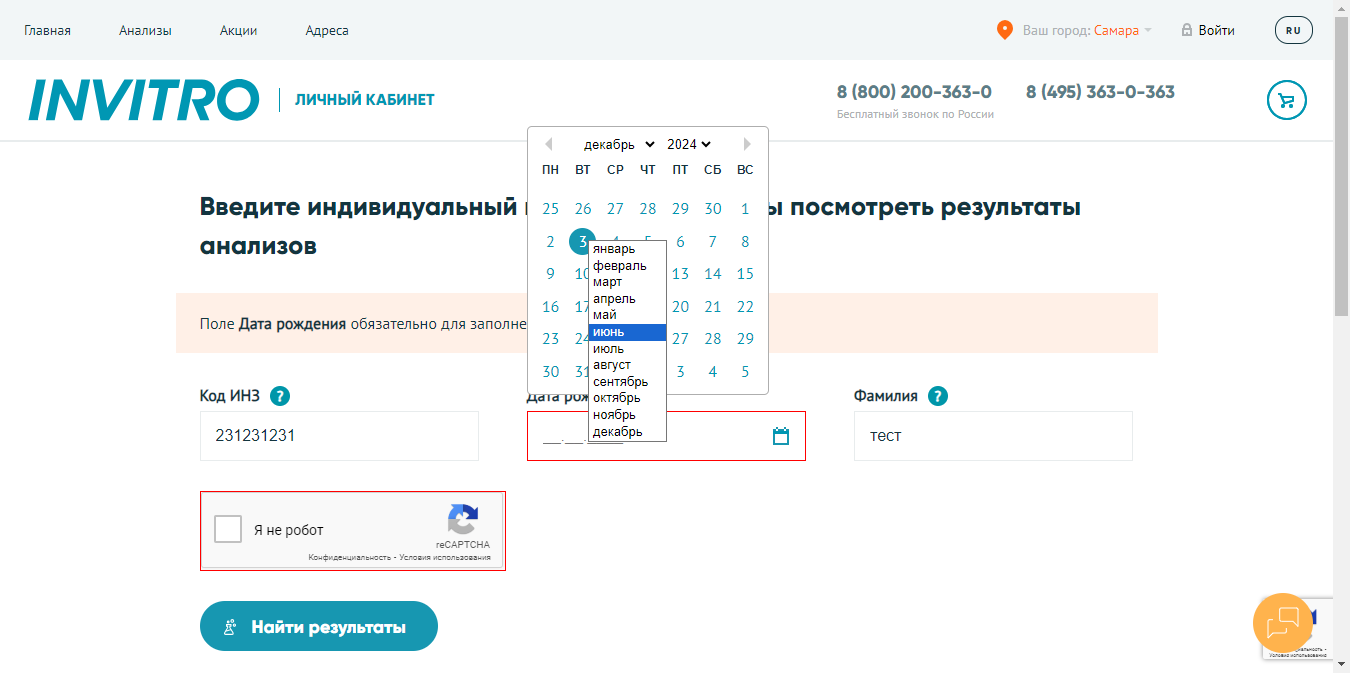 Главная Анализы Акции Адреса Ваш город: Самара Войти RU
INVITRO ЛИЧНЫЙ КАБИНЕТ 8 (800) 200-363-0 8 (495) 363-0-363
Бесплатный звонок по России
декабрь 2024
ПН ВТ СР ЧТ ПТ СБ ВС
25 26 27 28 29 30 1
2 3 4 5 6 7 8
9 10 13 14 15
16 17 20 21 22
23 24 27 28 29
30 31 3 4 5
январь
февраль
март
апрель
май
июнь
июль
август
сентябрь
октябрь
ноябрь
декабрь
Введите индивидуальный посмотреть результаты
анализов
Поле Дата рождения обязательно для
Код ИНЗ ? Дата Фамилия ?
231231231 __.__.____ тест
Я не робот
reCAPTCHA
Конфиденциальность - Условия использования
Найти результаты
Условия использования